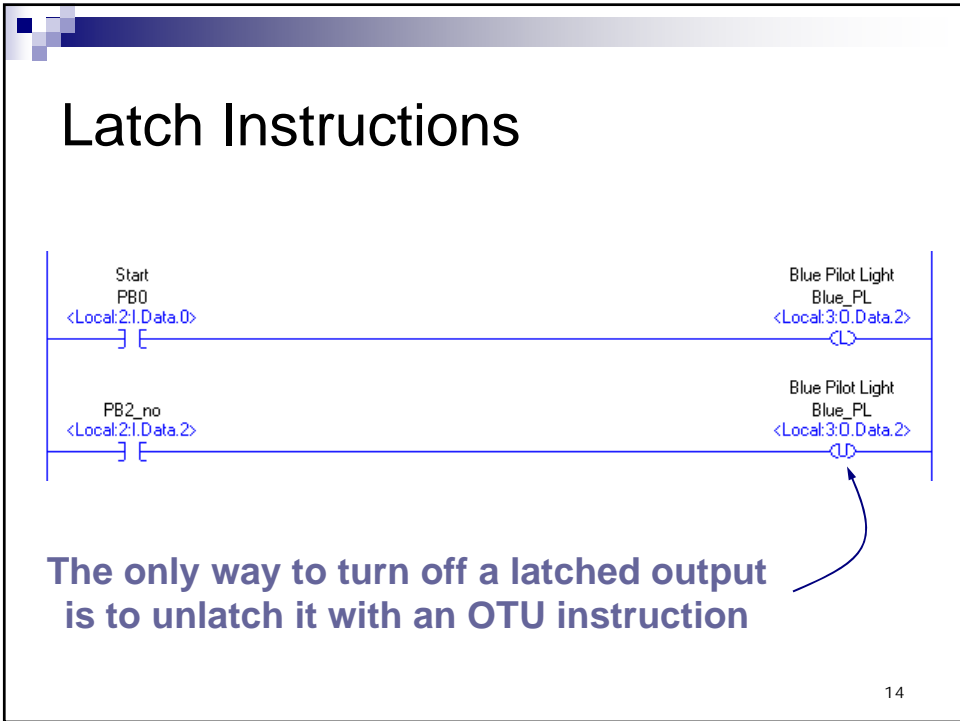 Latch Instructions
Start
PB0
<Local:2:I.Data.0>
Blue Pilot Light
Blue_PL
<Local:3:O.Data.2>
L
PB2_no
<Local:2:I.Data.2>
Blue Pilot Light
Blue_PL
<Local:3:O.Data.2>
U
The only way to turn off a latched output
is to unlatch it with an OTU instruction
14